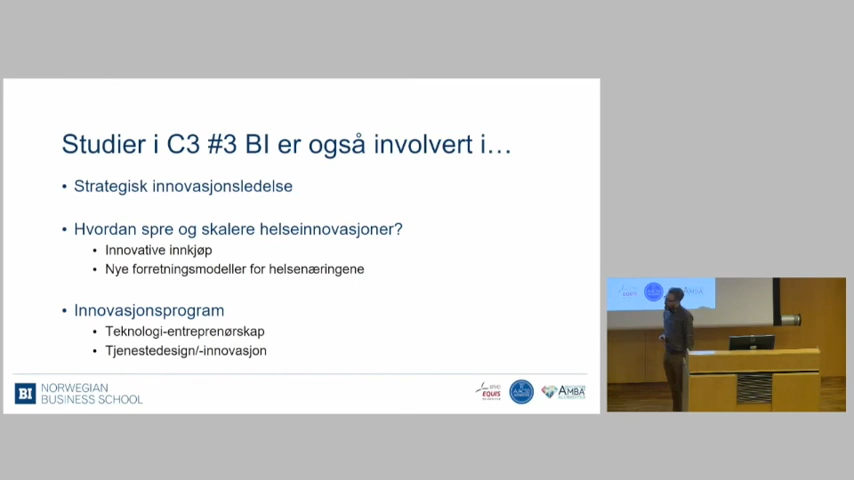 Studier i C3 #3 BI er også involvert i…
• Strategisk innovasjonsledelse
• Hvordan spre og skalere helseinnovasjoner?
• Innovative innkjøp
• Nye forretningsmodeller for helsenæringene
• Innovasjonsprogram
• Teknologi-entreprenørskap
• Tjenestedesign/-innovasjon
BI NORWEGIAN
BUSINESS SCHOOL
EQUIS
AMBA